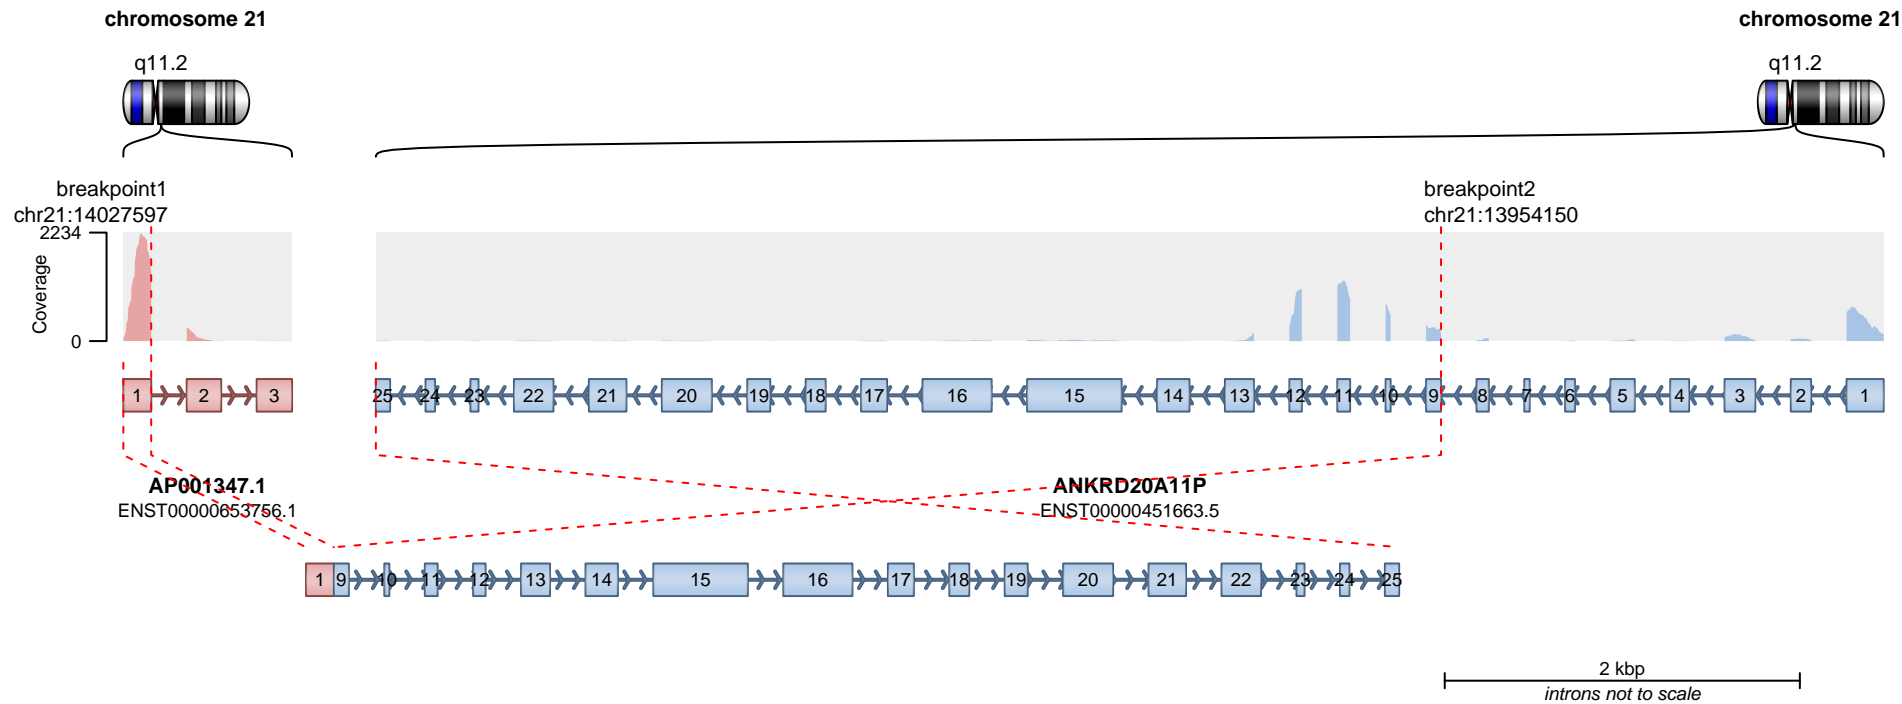 chromosome 21
chromosome 21
q11.2
q11.2
breakpoint1
chr21:14027597
breakpoint2
chr21:13954150
2234
Coverage
0
1 2 3
25 24 23 22 21 20 19 18 17 16 15 14 13 12 11 10 9 8 7 6 5 4 3 2 1
AP001347.1
ENST00000653756.1
ANKRD20A11P
ENST00000451663.5
1 9 10 11 12 13 14 15 16 17 18 19 20 21 22 23 24 25
2 kbp
introns not to scale